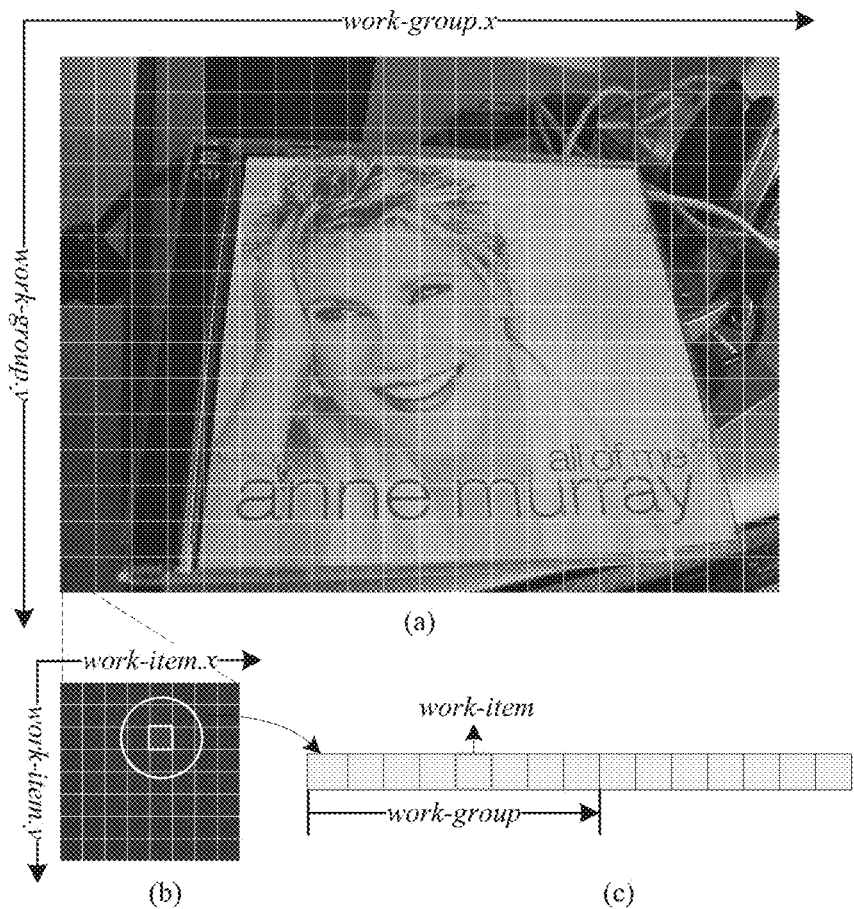 work-group.x
work-group.y
all of me
anne murray
(a)
work-item.x
work-item.y
work-item
work-group
(b)
(c)